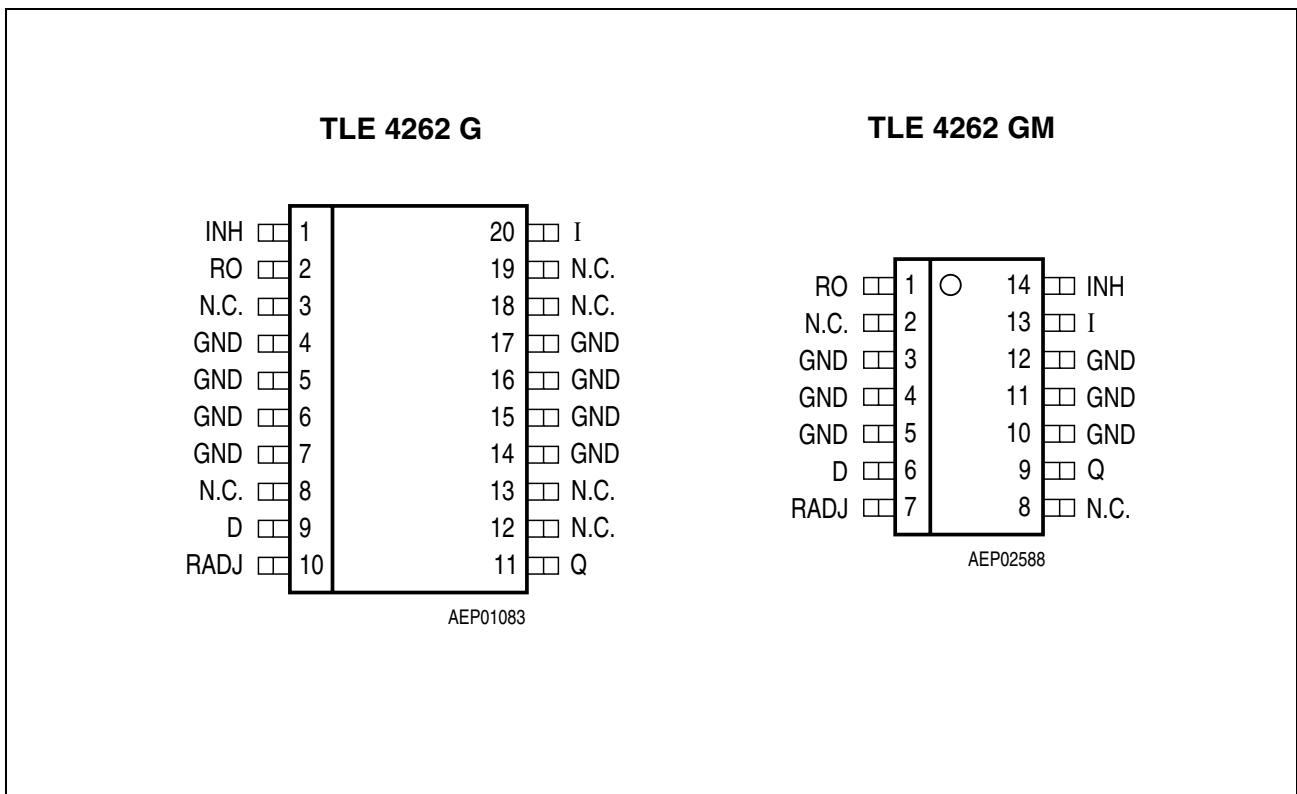 TLE 4262 G
INH 1 20 I
RO 2 19 N.C.
N.C. 3 18 N.C.
GND 4 17 GND
GND 5 16 GND
GND 6 15 GND
GND 7 14 GND
N.C. 8 13 N.C.
D 9 12 N.C.
RADJ 10 11 Q
AEP01083
TLE 4262 GM
RO 1 14 INH
N.C. 2 13 I
GND 3 12 GND
GND 4 11 GND
GND 5 10 GND
D 6 9 Q
RADJ 7 8 N.C.
AEP02588